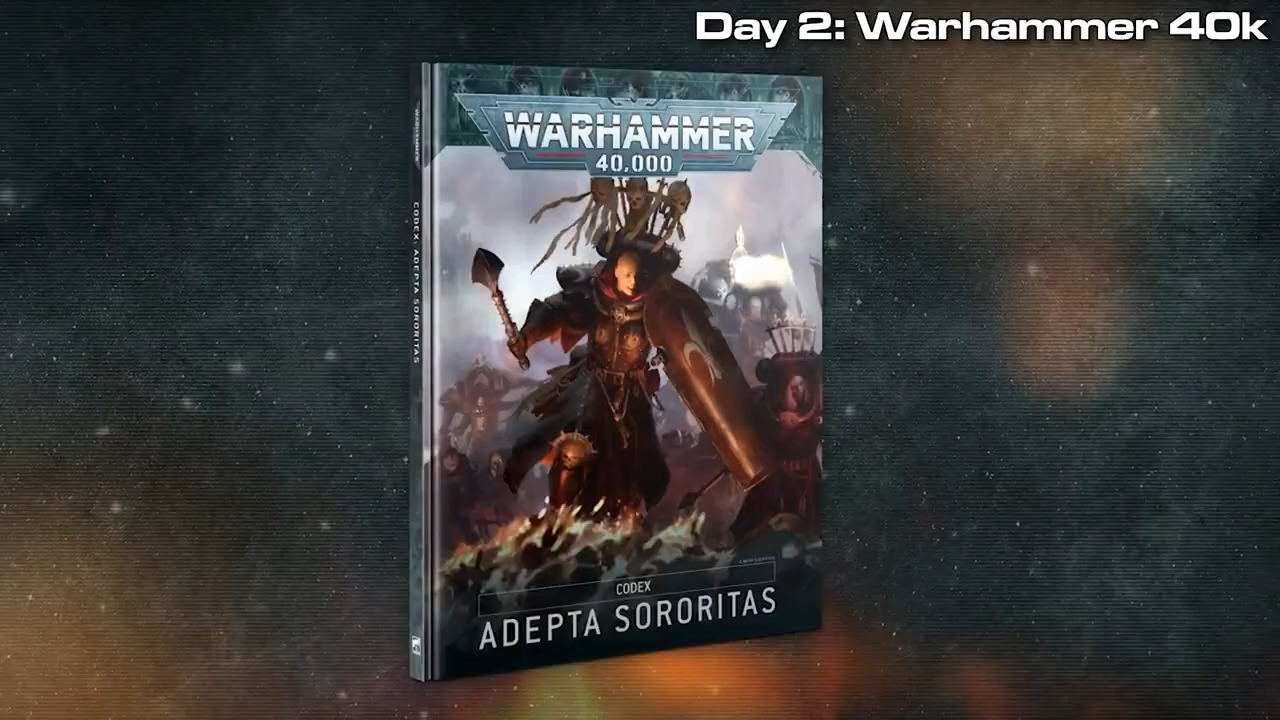 Day 2: Warhammer 40k
WARHAMMER
40,000
CODEX: ADEPTA SORORITAS
CODEX
ADEPTA SORORITAS